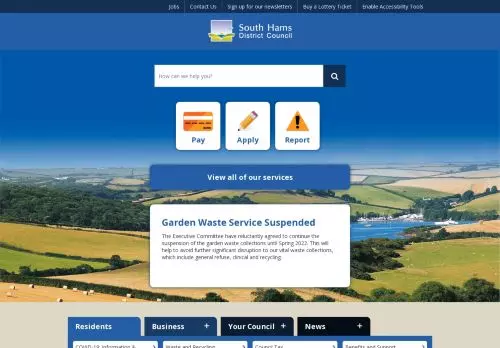 Jobs Contact Us Sign up for our newsletters Buy a Lottery Ticket Enable Accessibility Tools
South Hams
District Council
How can we help you?
Pay Apply Report
View all of our services
Garden Waste Service Suspended
The Executive Committee have reluctantly agreed to continue the
suspension of the garden waste collections until Spring 2022. This will
help to avoid further significant disruption to our vital waste collections,
which include general refuse, clincal and recycling.
Residents Business + Your Council + News +
COVID-19 Information & Waste and Recycling Council Tax Benefits and Support